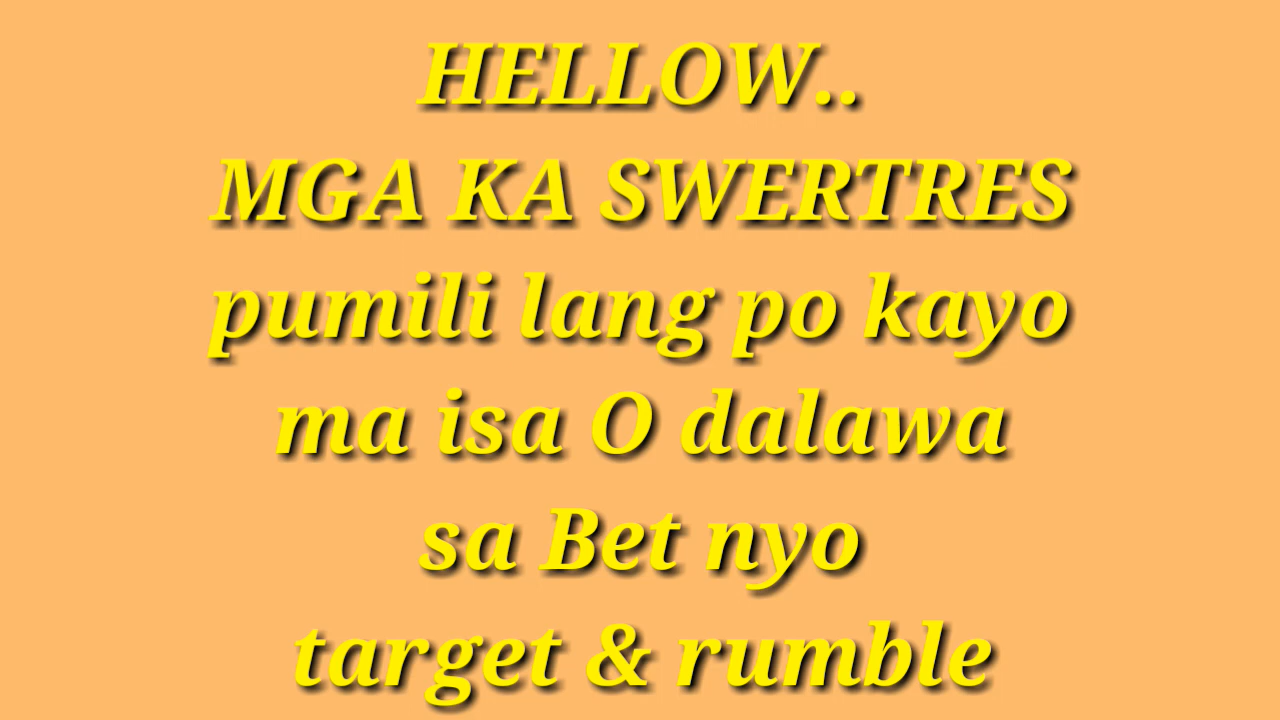 HELLOW..
MGA KA SWERTRES
pumili lang po kayo
ma isa O dalawa
sa Bet nyo
target & rumble